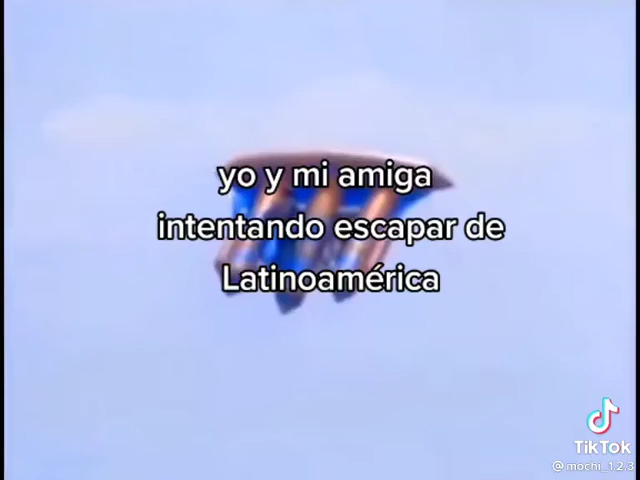 yo y mi amiga
intentando escapar de
Latinoamérica
TikTok
@mochi_1.2.3